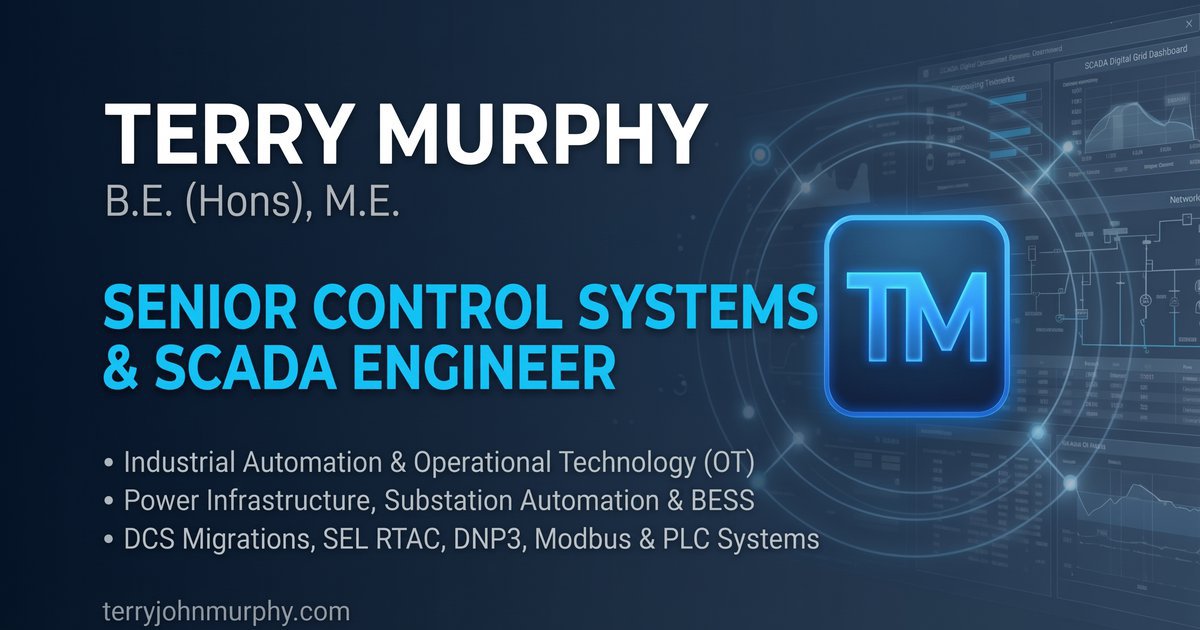 TERRY MURPHY
B.E. (Hons), M.E.
SENIOR CONTROL SYSTEMS
& SCADA ENGINEER
TM
• Industrial Automation & Operational Technology (OT)
• Power Infrastructure, Substation Automation & BESS
• DCS Migrations, SEL RTAC, DNP3, Modbus & PLC Systems
terryjohnmurphy.com
SCADA Digital Grid Dashboard
Network